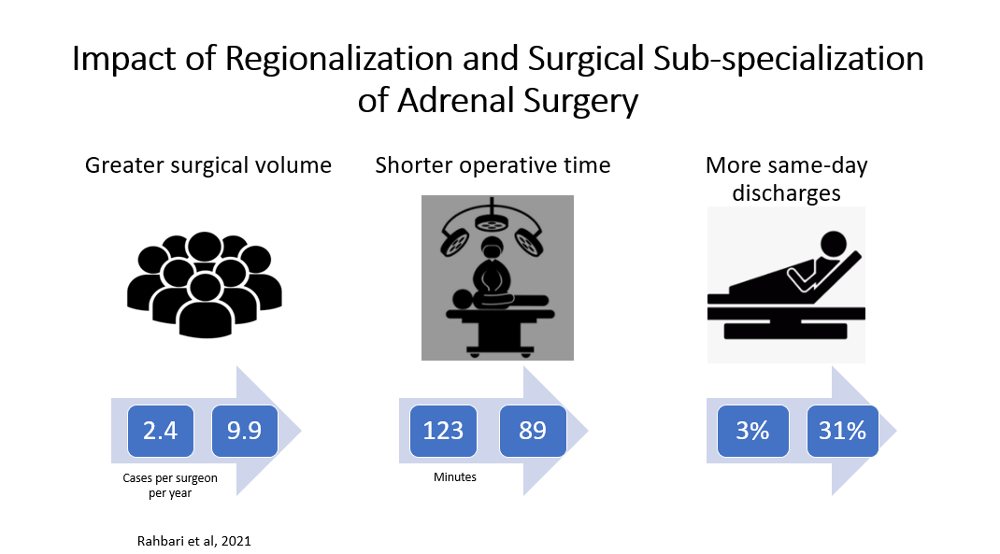 Impact of Regionalization and Surgical Sub-specialization
of Adrenal Surgery
Greater surgical volume
Shorter operative time
More same-day
discharges
2.4
9.9
123
89
3%
31%
Cases per surgeon
per year
Minutes
Rahbari et al, 2021